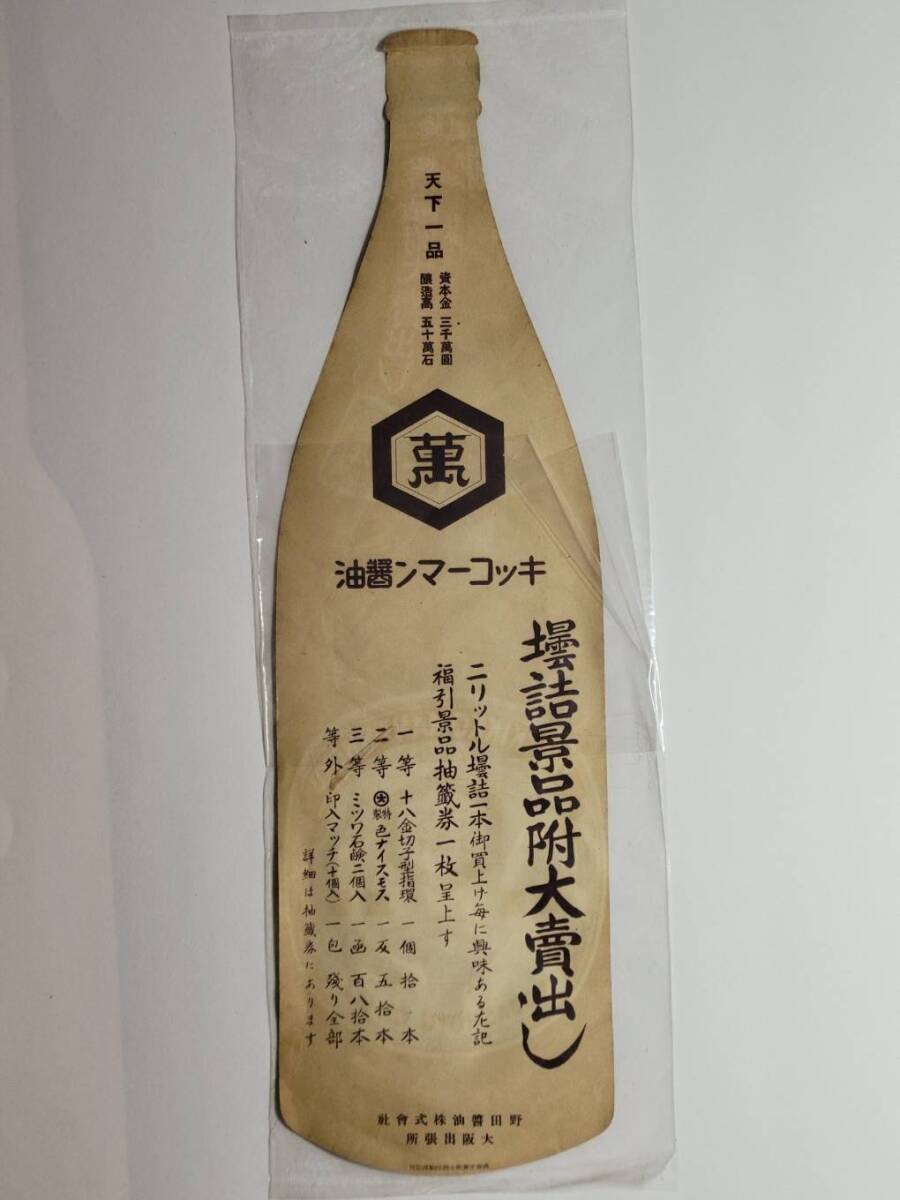 天下一品
資本金 三千萬圓
釀造高 五十萬石
萬
キッコーマン醤油
壜詰景品附大賣出し
二リットル壜詰一本御買上げ毎に興味ある左記
福引景品抽籤券一枚呈上す
一等 十八金切子型指環 一個 拾本
二等 大特製色ナイスモス 一反 五拾本
三等 ミツワ石鹸二個入 一函 百八拾本
等外 印入マッチ(十個入) 一包 殘り全部
詳細は抽籤券にあります
野田醤油株式會社
大阪出張所